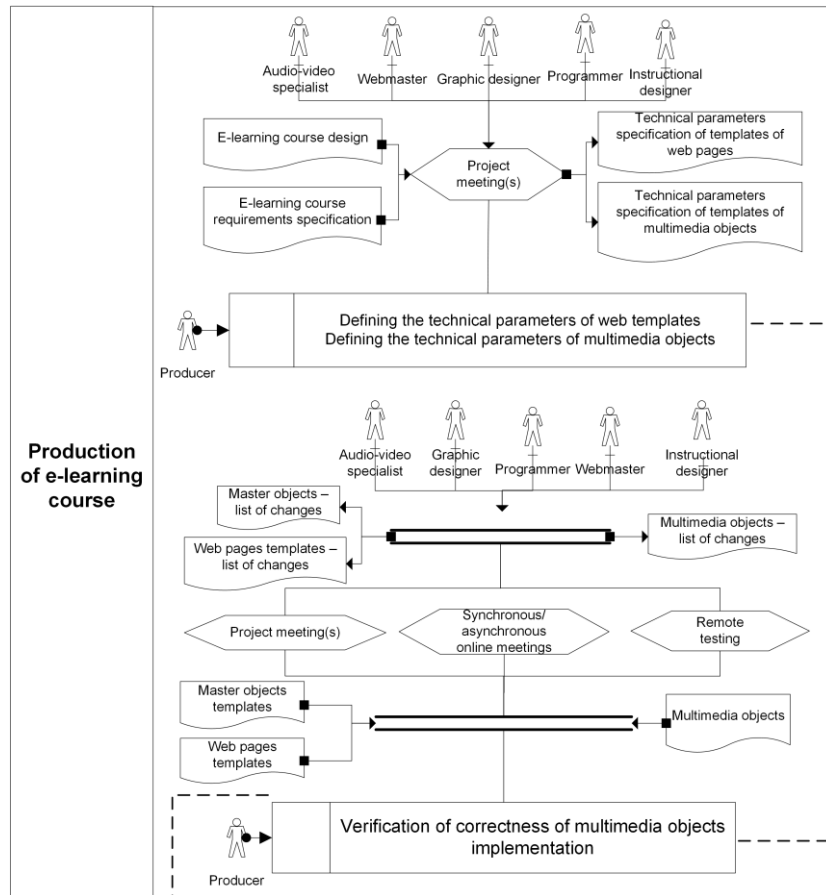 Audio-video
specialist
Webmaster
Graphic designer
Programmer
Instructional
designer
E-learning course design
E-learning course
requirements specification
Project
meeting(s)
Technical parameters
specification of templates of
web pages
Technical parameters
specification of templates of
multimedia objects
Defining the technical parameters of web templates
Defining the technical parameters of multimedia objects
Producer
Production
of e-learning
course
Audio-video
specialist
Graphic
designer
Programmer
Webmaster
Instructional
designer
Master objects –
list of changes
Web pages templates –
list of changes
Multimedia objects –
list of changes
Project meeting(s)
Synchronous/
asynchronous
online meetings
Remote
testing
Master objects
templates
Web pages
templates
Multimedia objects
Verification of correctness of multimedia objects
implementation
Producer